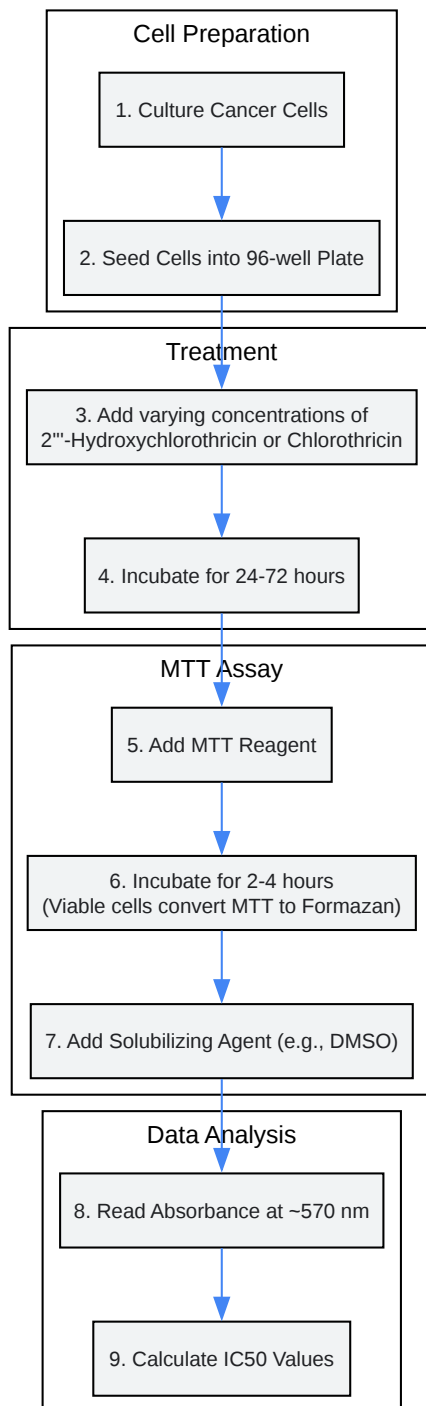 Cell Preparation
1. Culture Cancer Cells
2. Seed Cells into 96-well Plate
Treatment
3. Add varying concentrations of
2'''-Hydroxychlorothricin or Chlorothricin
4. Incubate for 24-72 hours
MTT Assay
5. Add MTT Reagent
6. Incubate for 2-4 hours
(Viable cells convert MTT to Formazan)
7. Add Solubilizing Agent (e.g., DMSO)
Data Analysis
8. Read Absorbance at ~570 nm
9. Calculate IC50 Values